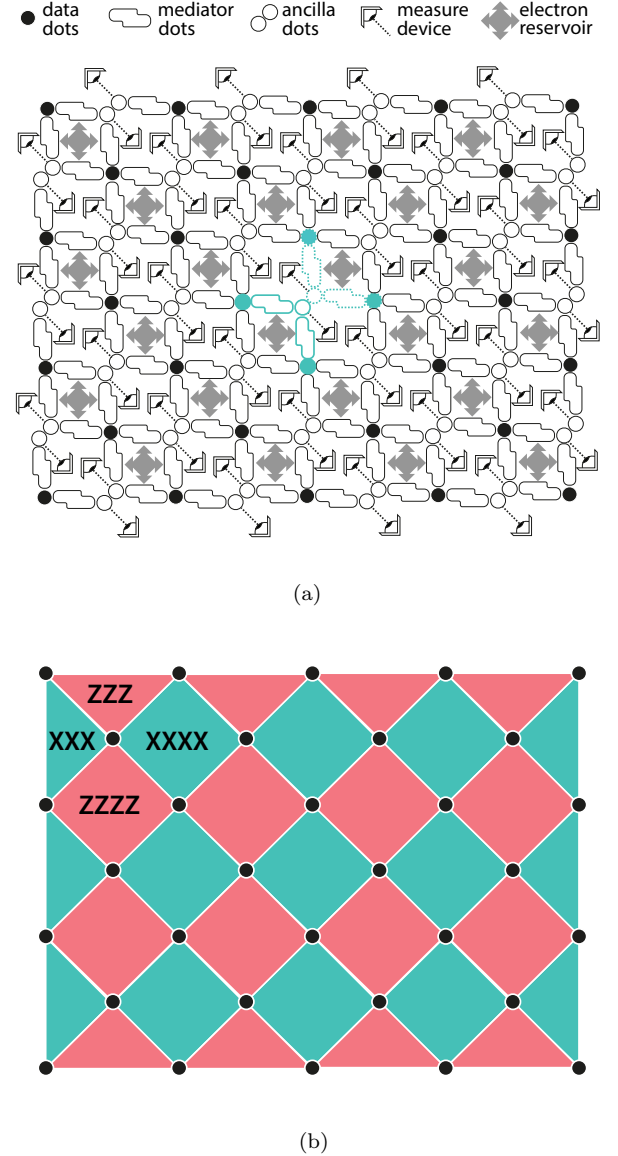 data dots
mediator dots
ancilla dots
measure device
electron reservoir
(a)
ZZZ
XXX XXXX
ZZZZ
(b)